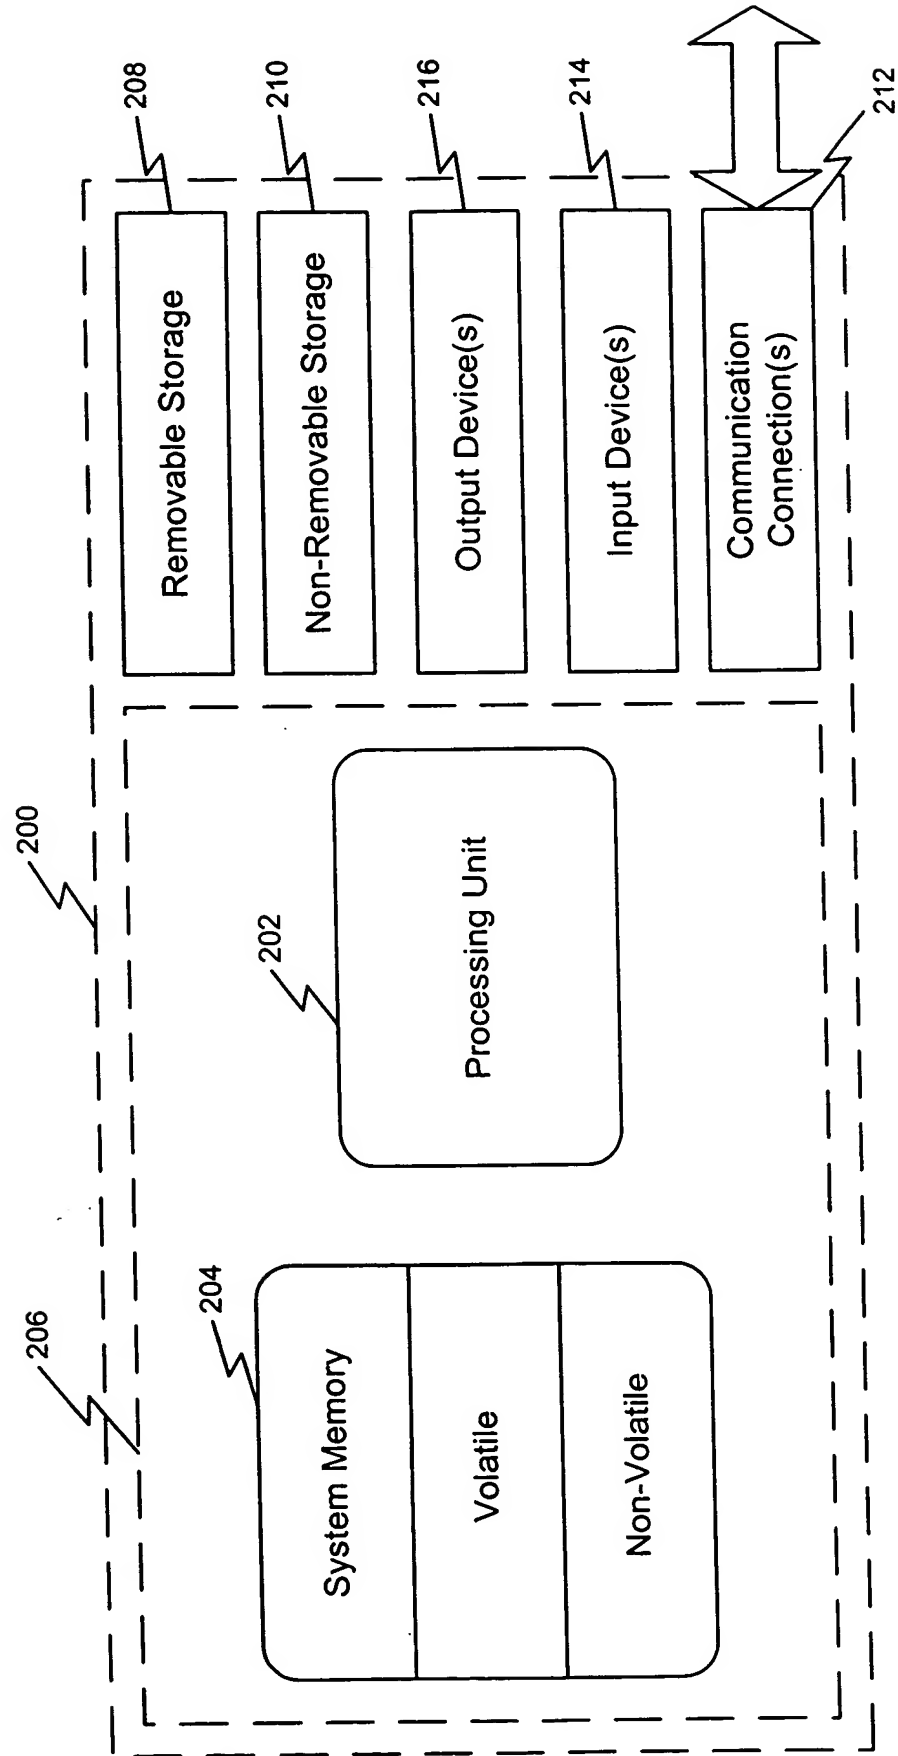 200
206
204
System Memory
Volatile
Non-Volatile
202
Processing Unit
208
Removable Storage
210
Non-Removable Storage
216
Output Device(s)
214
Input Device(s)
Communication
Connection(s)
212